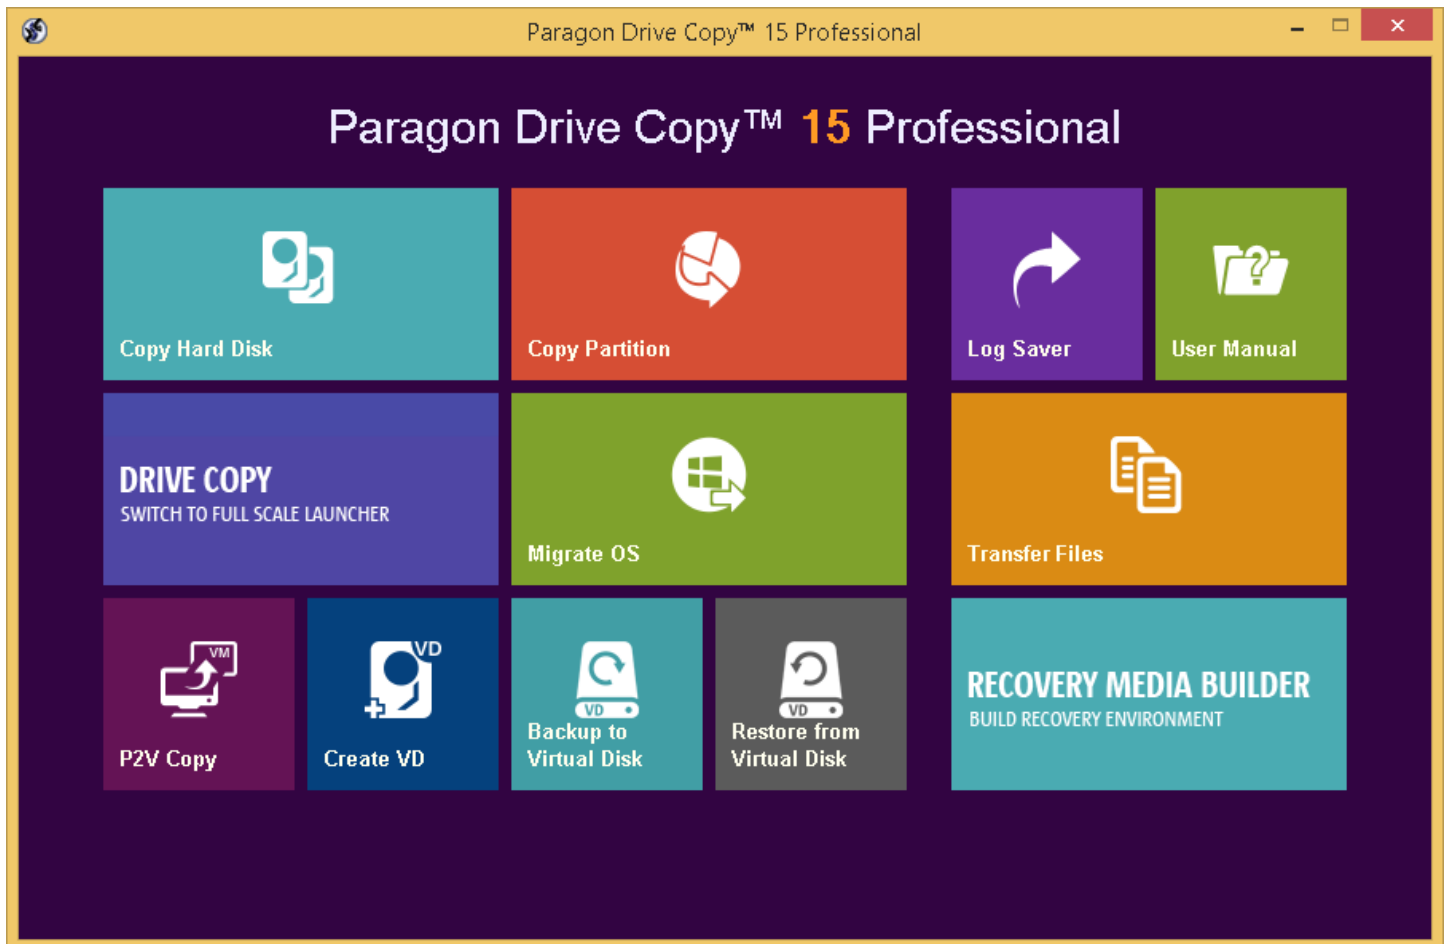 Paragon Drive Copy™ 15 Professional
Paragon Drive Copy™ 15 Professional
Copy Hard Disk
Copy Partition
Log Saver
User Manual
DRIVE COPY
SWITCH TO FULL SCALE LAUNCHER
Migrate OS
Transfer Files
VM
P2V Copy
VD
Create VD
VD
Backup to
Virtual Disk
VD
Restore from
Virtual Disk
RECOVERY MEDIA BUILDER
BUILD RECOVERY ENVIRONMENT